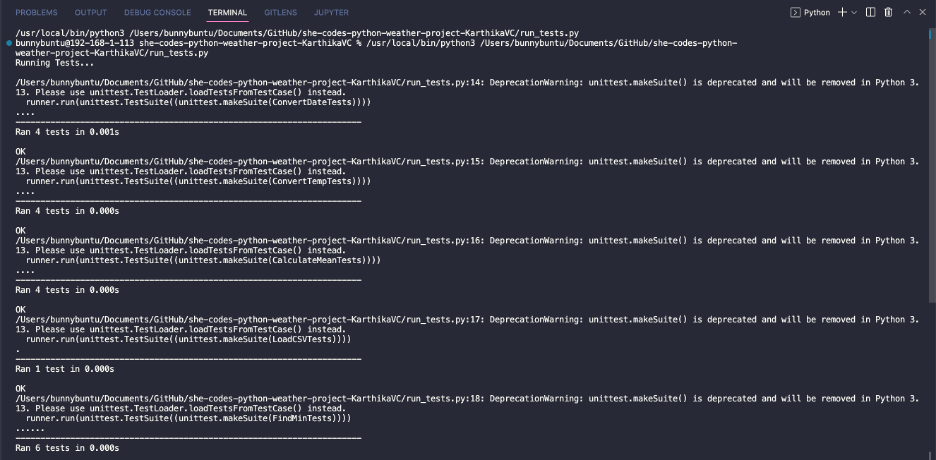 PROBLEMS OUTPUT DEBUG CONSOLE TERMINAL GITLENS JUPYTER Python
/usr/local/bin/python3 /Users/bunnybuntu/Documents/GitHub/she-codes-python-weather-project-KarthikaVC/run_tests.py
bunnybuntu@192-168-1-113 she-codes-python-weather-project-KarthikaVC % /usr/local/bin/python3 /Users/bunnybuntu/Documents/GitHub/she-codes-python-
weather-project-KarthikaVC/run_tests.py
Running Tests...
/Users/bunnybuntu/Documents/GitHub/she-codes-python-weather-project-KarthikaVC/run_tests.py:14: DeprecationWarning: unittest.makeSuite() is deprecated and will be removed in Python 3.
13. Please use unittest.TestLoader.loadTestsFromTestCase() instead.
runner.run(unittest.TestSuite((unittest.makeSuite(ConvertDateTests))))
....
----------------------------------------------------------------------
Ran 4 tests in 0.001s
OK
/Users/bunnybuntu/Documents/GitHub/she-codes-python-weather-project-KarthikaVC/run_tests.py:15: DeprecationWarning: unittest.makeSuite() is deprecated and will be removed in Python 3.
13. Please use unittest.TestLoader.loadTestsFromTestCase() instead.
runner.run(unittest.TestSuite((unittest.makeSuite(ConvertTempTests))))
....
----------------------------------------------------------------------
Ran 4 tests in 0.000s
OK
/Users/bunnybuntu/Documents/GitHub/she-codes-python-weather-project-KarthikaVC/run_tests.py:16: DeprecationWarning: unittest.makeSuite() is deprecated and will be removed in Python 3.
13. Please use unittest.TestLoader.loadTestsFromTestCase() instead.
runner.run(unittest.TestSuite((unittest.makeSuite(CalculateMeanTests))))
....
----------------------------------------------------------------------
Ran 4 tests in 0.000s
OK
/Users/bunnybuntu/Documents/GitHub/she-codes-python-weather-project-KarthikaVC/run_tests.py:17: DeprecationWarning: unittest.makeSuite() is deprecated and will be removed in Python 3.
13. Please use unittest.TestLoader.loadTestsFromTestCase() instead.
runner.run(unittest.TestSuite((unittest.makeSuite(LoadCSVTests))))
.
----------------------------------------------------------------------
Ran 1 test in 0.000s
OK
/Users/bunnybuntu/Documents/GitHub/she-codes-python-weather-project-KarthikaVC/run_tests.py:18: DeprecationWarning: unittest.makeSuite() is deprecated and will be removed in Python 3.
13. Please use unittest.TestLoader.loadTestsFromTestCase() instead.
runner.run(unittest.TestSuite((unittest.makeSuite(FindMinTests))))
......
----------------------------------------------------------------------
Ran 6 tests in 0.000s